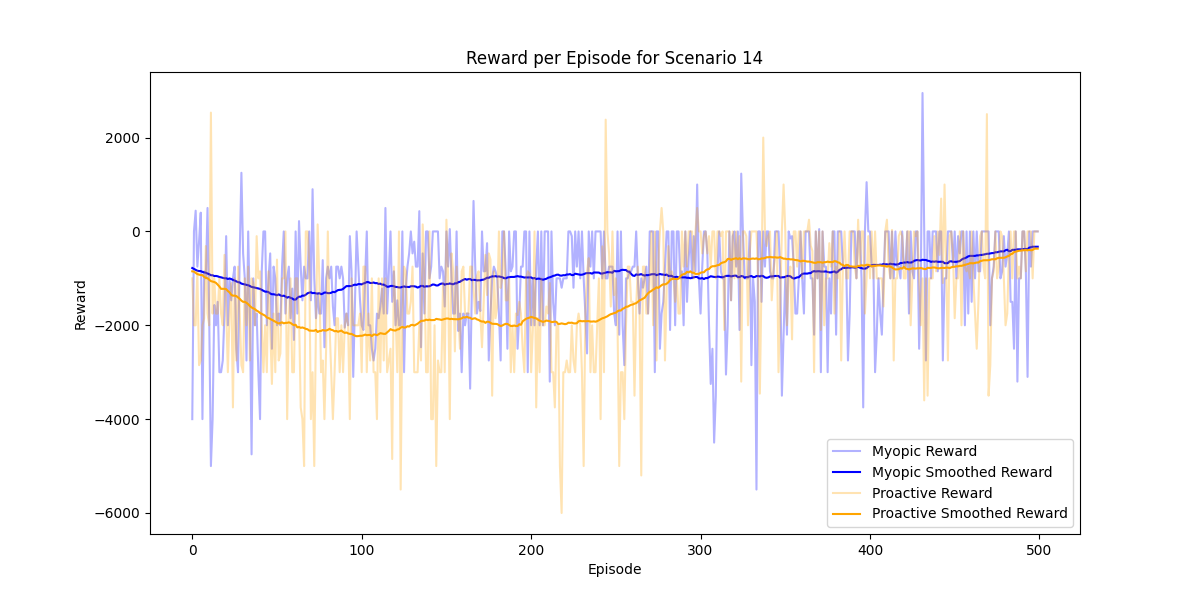 Reward per Episode for Scenario 14
2000
0
−2000
−4000
−6000
Reward
0 100 200 300 400 500
Episode
Myopic Reward
Myopic Smoothed Reward
Proactive Reward
Proactive Smoothed Reward